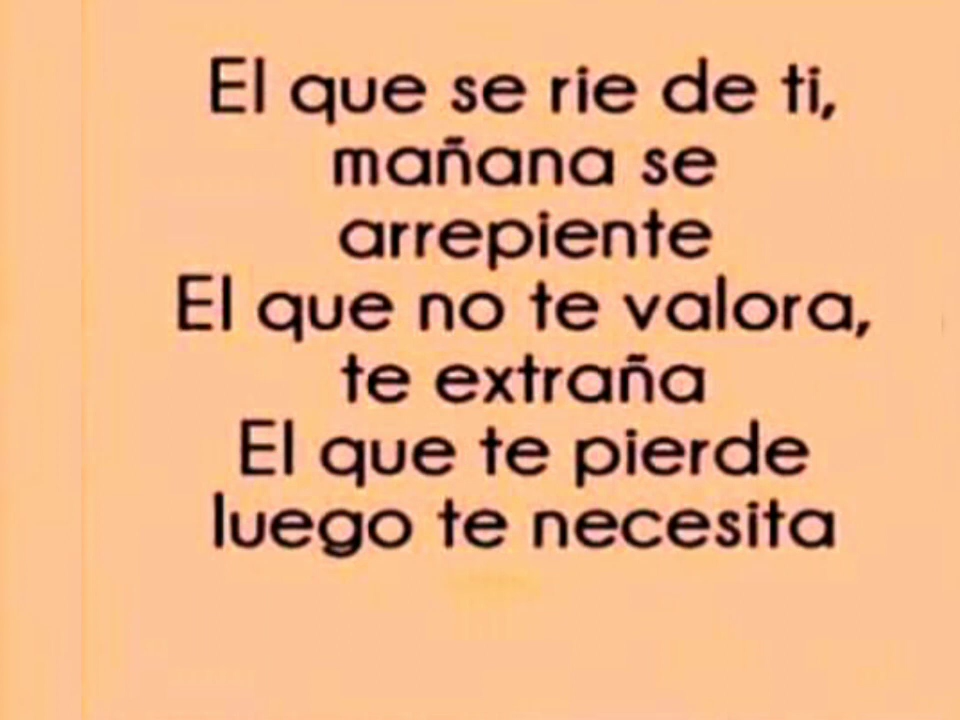 El que se rie de ti,
mañana se
arrepiente
El que no te valora,
te extraña
El que te pierde
luego te necesita